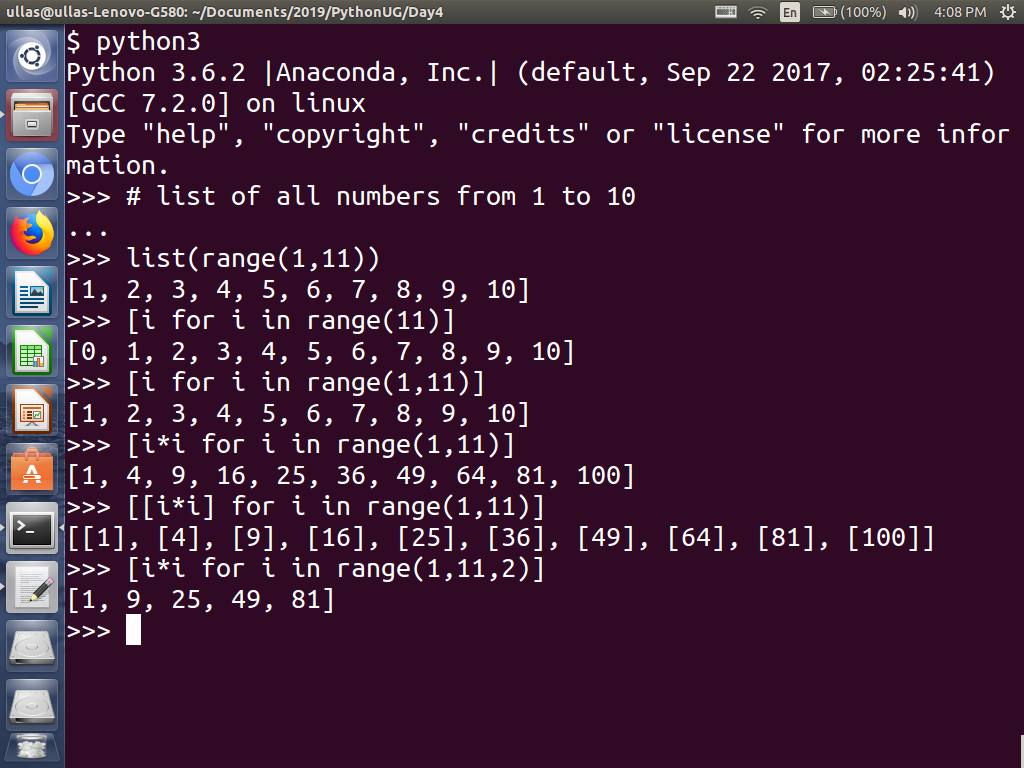 ullas@ullas-Lenovo-G580: ~/Documents/2019/PythonUG/Day4 En (100%) 4:08 PM
$ python3
Python 3.6.2 |Anaconda, Inc.| (default, Sep 22 2017, 02:25:41)
[GCC 7.2.0] on linux
Type "help", "copyright", "credits" or "license" for more infor
mation.
>>> # list of all numbers from 1 to 10
...
>>> list(range(1,11))
[1, 2, 3, 4, 5, 6, 7, 8, 9, 10]
>>> [i for i in range(11)]
[0, 1, 2, 3, 4, 5, 6, 7, 8, 9, 10]
>>> [i for i in range(1,11)]
[1, 2, 3, 4, 5, 6, 7, 8, 9, 10]
>>> [i*i for i in range(1,11)]
[1, 4, 9, 16, 25, 36, 49, 64, 81, 100]
>>> [[i*i] for i in range(1,11)]
[[1], [4], [9], [16], [25], [36], [49], [64], [81], [100]]
>>> [i*i for i in range(1,11,2)]
[1, 9, 25, 49, 81]
>>>